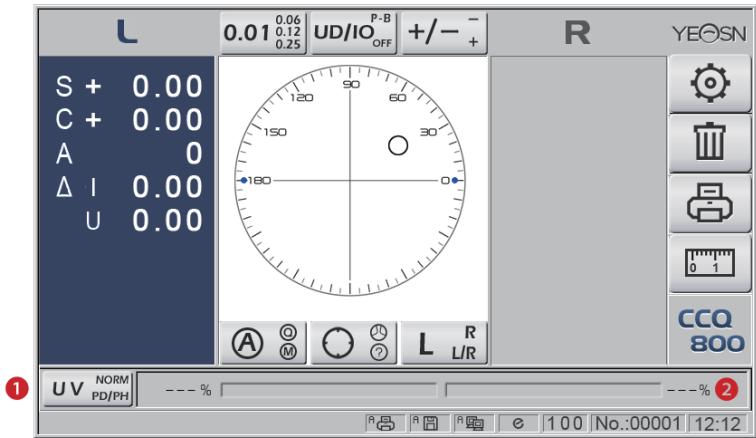 L
0.01 0.06 0.12 0.25
UD/IO P-B OFF
+/- - +
R
YEOSN
S + 0.00
C + 0.00
A 0
Δ I 0.00
U 0.00
90
120 60
150 30
180 0
0 1
A Q M
?
L R L/R
CCQ
800
1 UV NORM PD/PH ---% ---% 2
A A A e 100 No.:00001 12:12